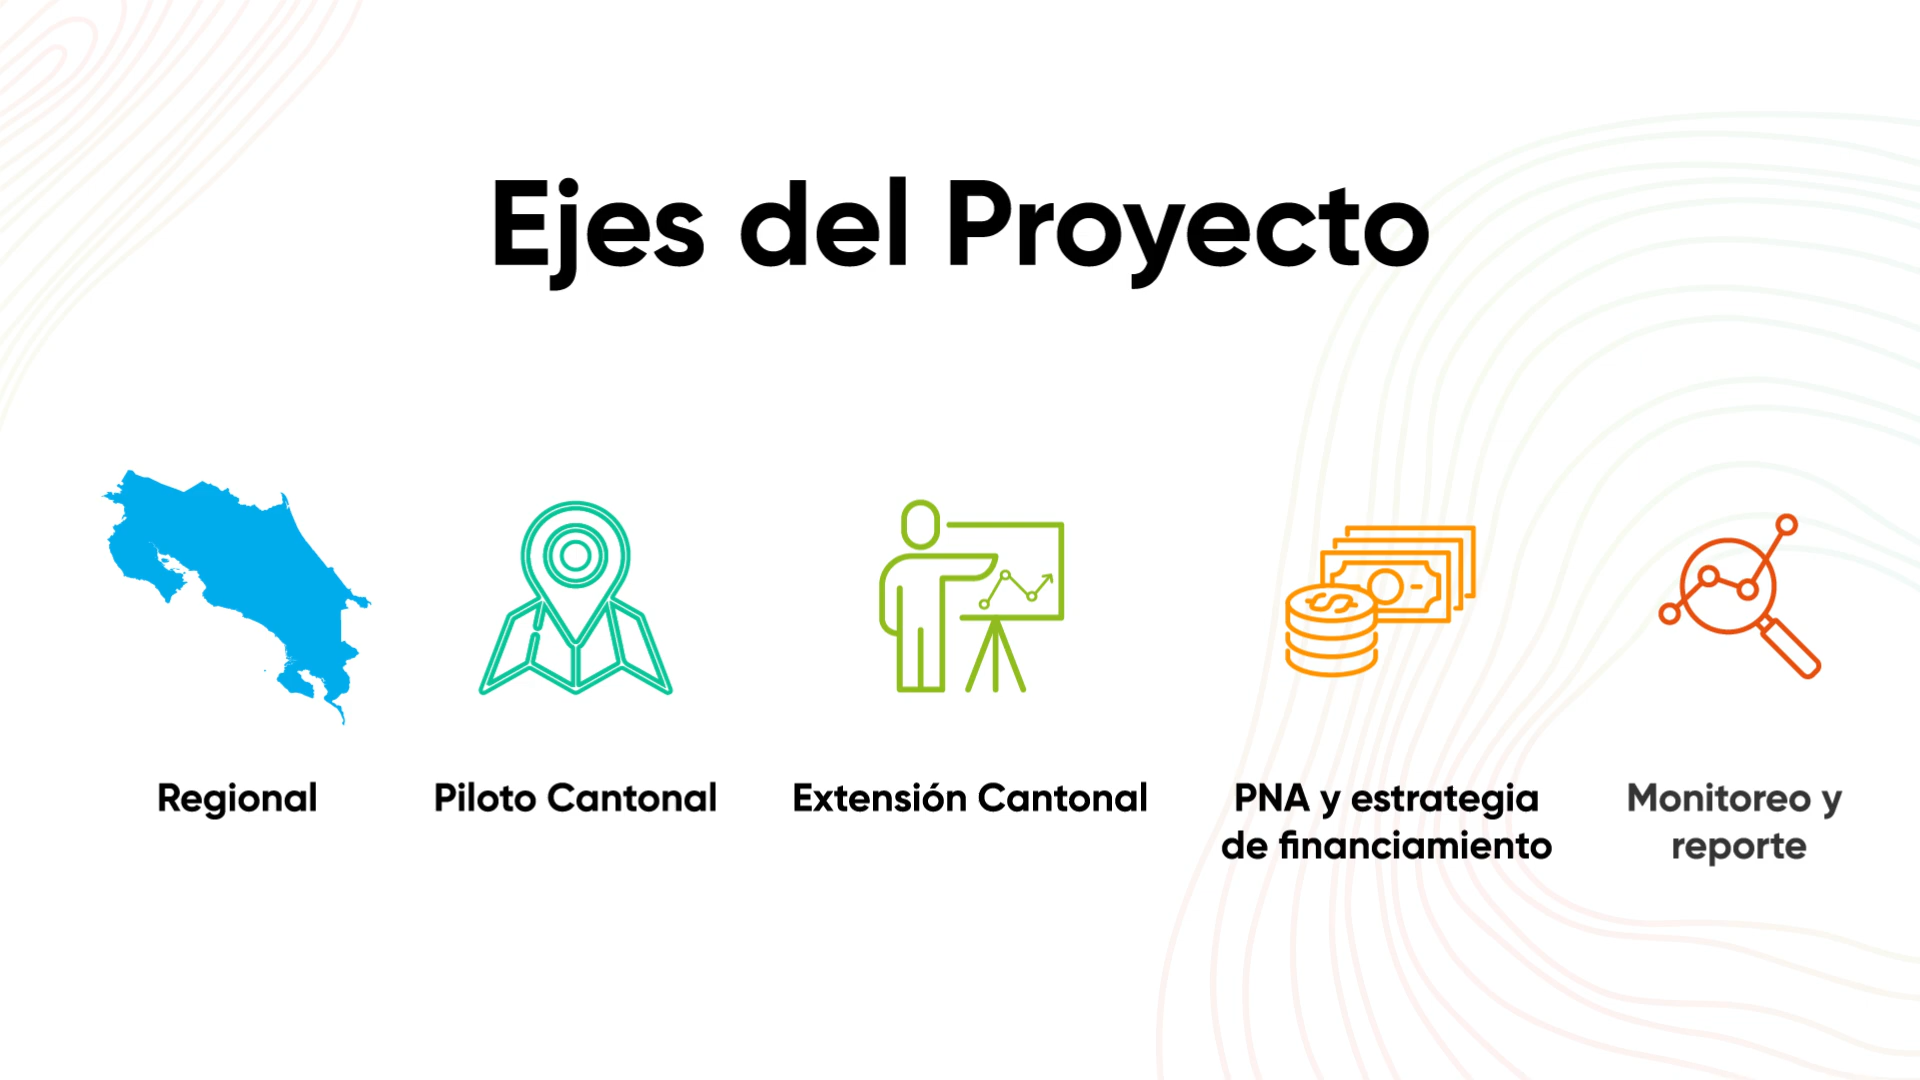 Ejes del Proyecto
Regional
Piloto Cantonal
Extensión Cantonal
PNA y estrategia
de financiamiento
Monitoreo y
reporte